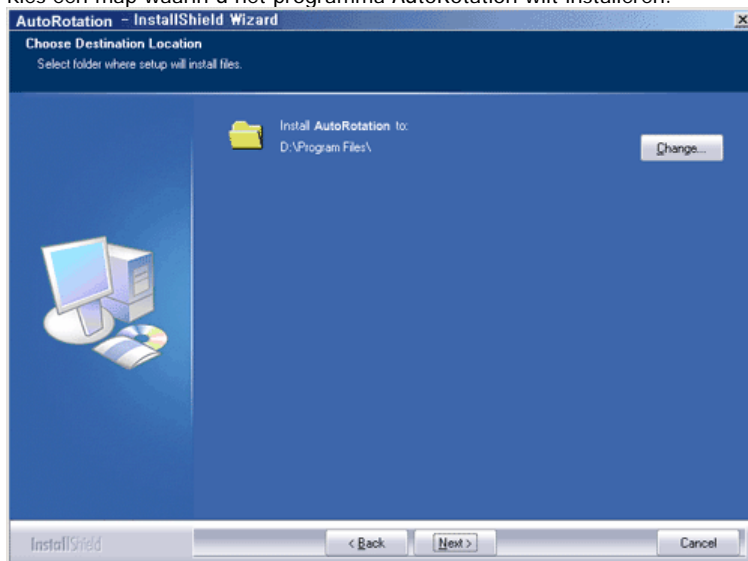 Kies een map waarin u het programma AutoRotation wilt installeren.
AutoRotation - InstallShield Wizard
Choose Destination Location
Select folder where setup will install files.
Install AutoRotation to:
D:\Program Files\
Change...
InstallShield
< Back
Next >
Cancel